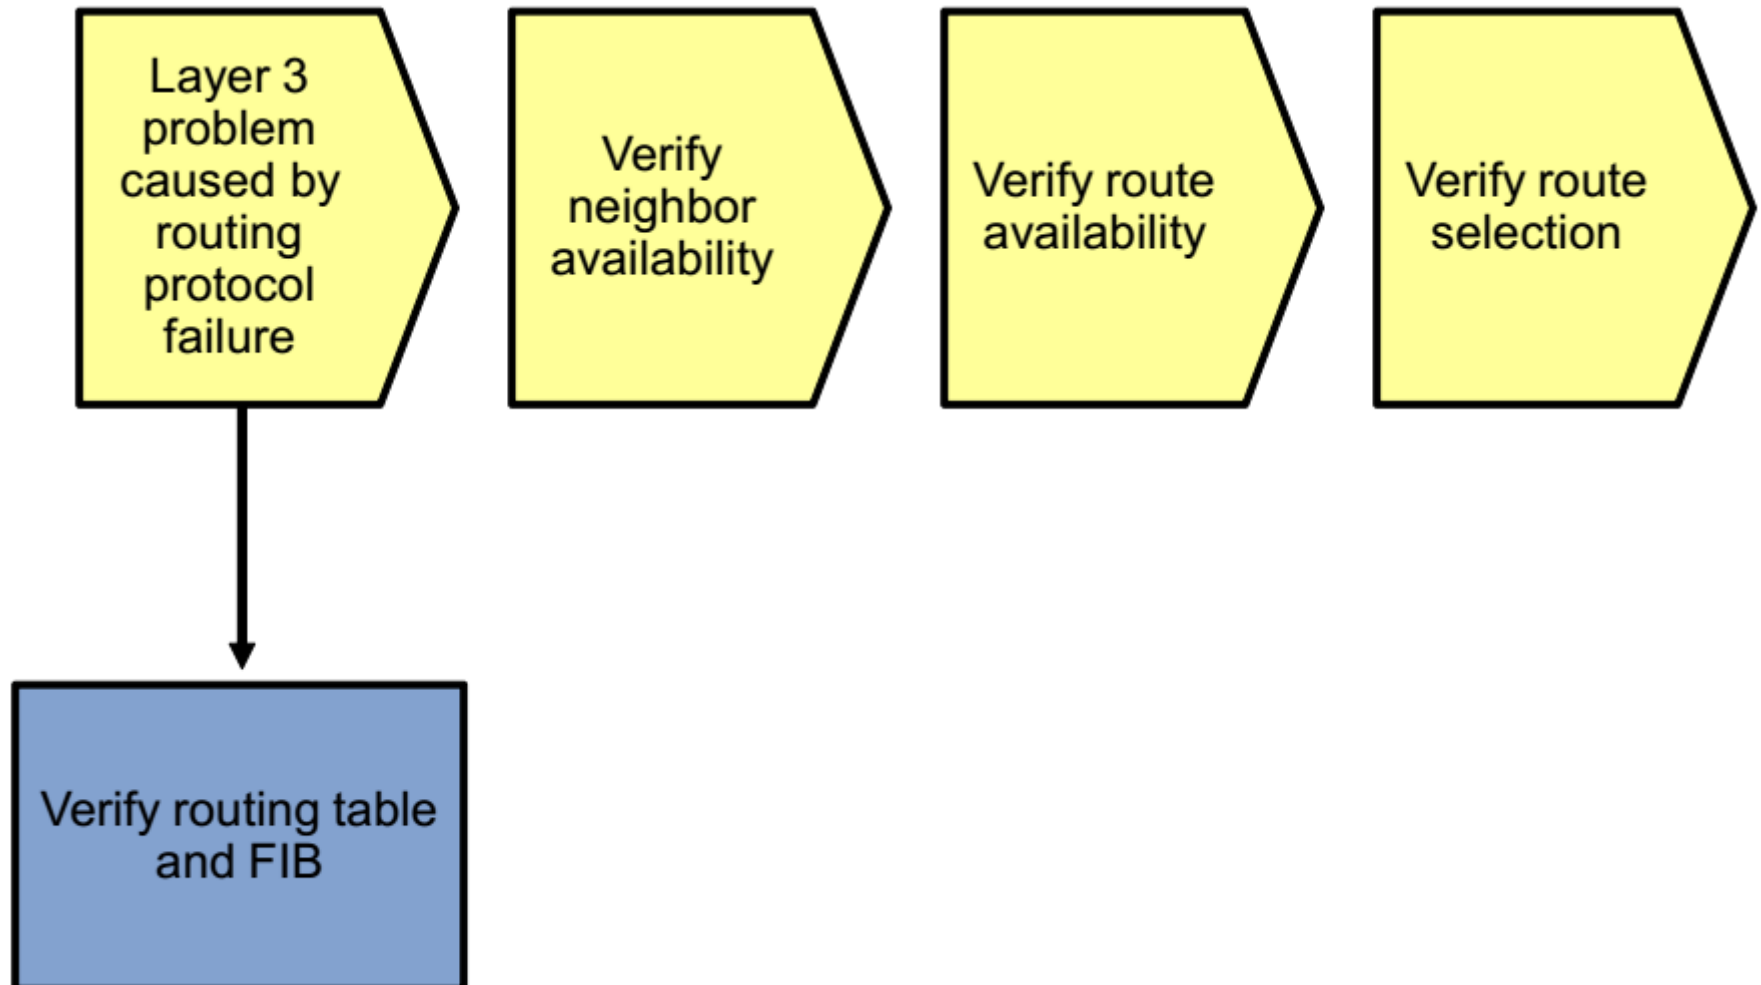 Layer 3
problem
caused by
routing
protocol
failure
Verify
neighbor
availability
Verify route
availability
Verify route
selection
Verify routing table
and FIB